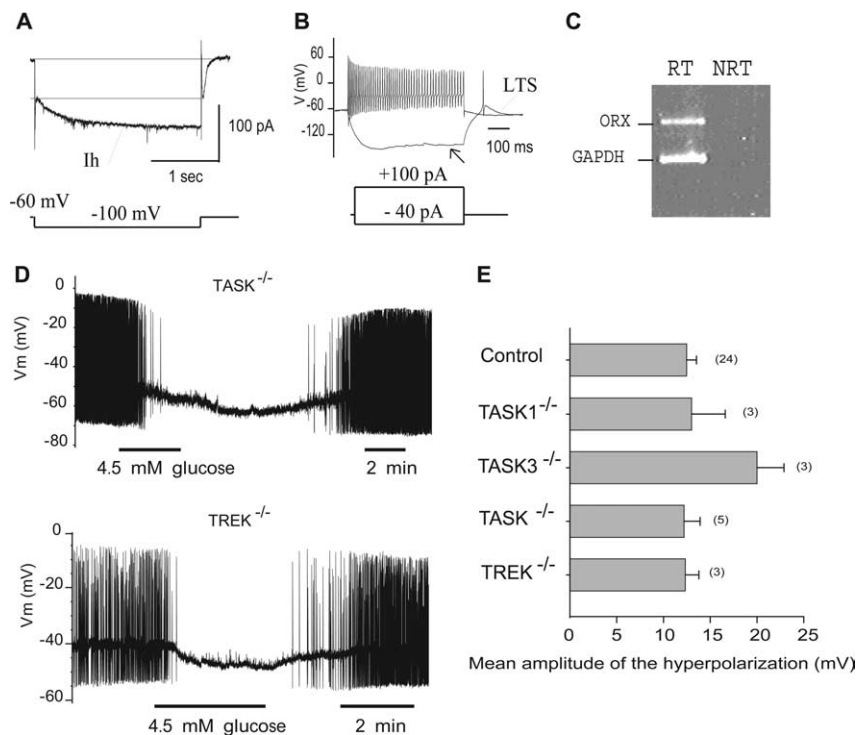 A
Ih
100 pA
1 sec
-60 mV
-100 mV
B
V (mV)
60
0
-60
-120
LTS
100 ms
+100 pA
- 40 pA
C
RT NRT
ORX
GAPDH
D
TASK-/-
Vm (mV)
0
-20
-40
-60
-80
4.5 mM glucose
2 min
TREK-/-
Vm (mV)
0
-20
-40
-60
4.5 mM glucose
2 min
E
Control
(24)
TASK1-/-
(3)
TASK3-/-
(3)
TASK-/-
(5)
TREK-/-
(3)
0 5 10 15 20 25
Mean amplitude of the hyperpolarization (mV)